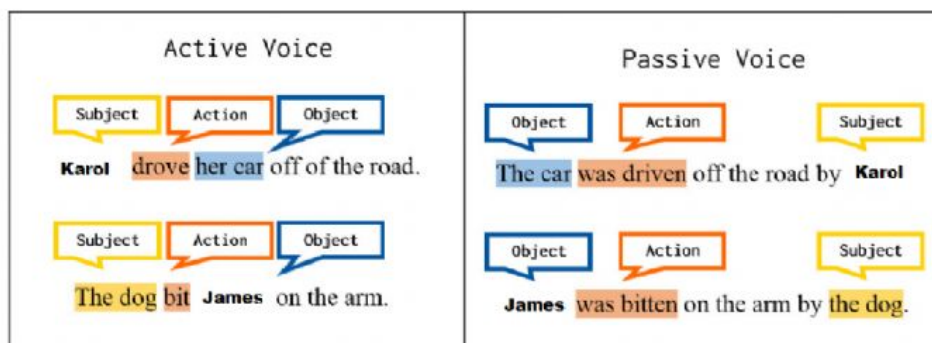 Active Voice
Subject Action Object
Karol drove her car off of the road.
Subject Action Object
The dog bit James on the arm.
Passive Voice
Object Action Subject
The car was driven off the road by Karol
Object Action Subject
James was bitten on the arm by the dog.